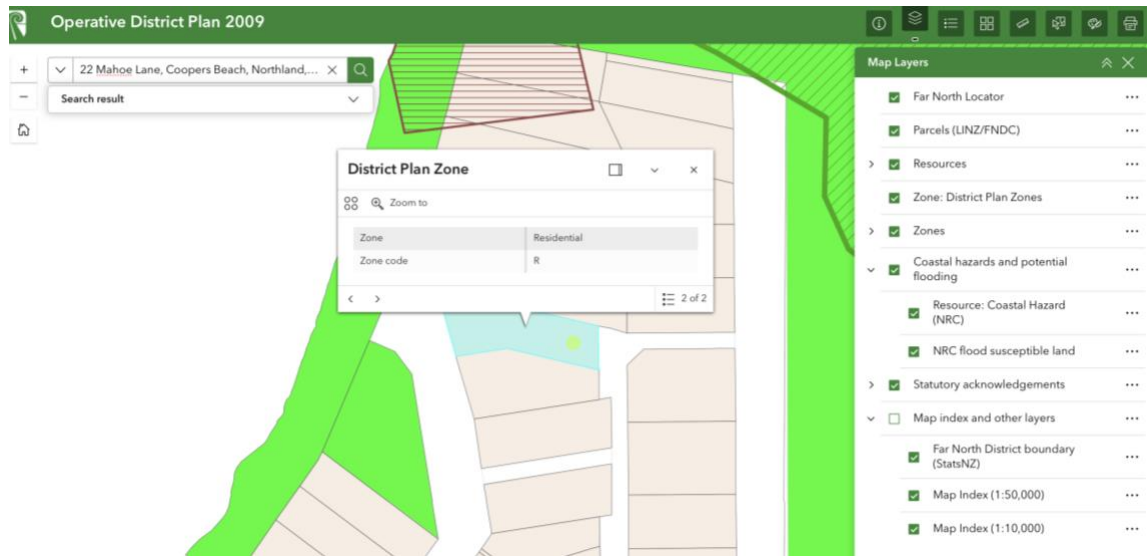 Operative District Plan 2009
22 Mahoe Lane, Coopers Beach, Northland,...
Search result
District Plan Zone
Zoom to
Zone Residential
Zone code R
2 of 2
Map Layers
Far North Locator
Parcels (LINZ/FNDC)
Resources
Zone: District Plan Zones
Zones
Coastal hazards and potential
flooding
Resource: Coastal Hazard
(NRC)
NRC flood susceptible land
Statutory acknowledgements
Map index and other layers
Far North District boundary
(StatsNZ)
Map Index (1:50,000)
Map Index (1:10,000)